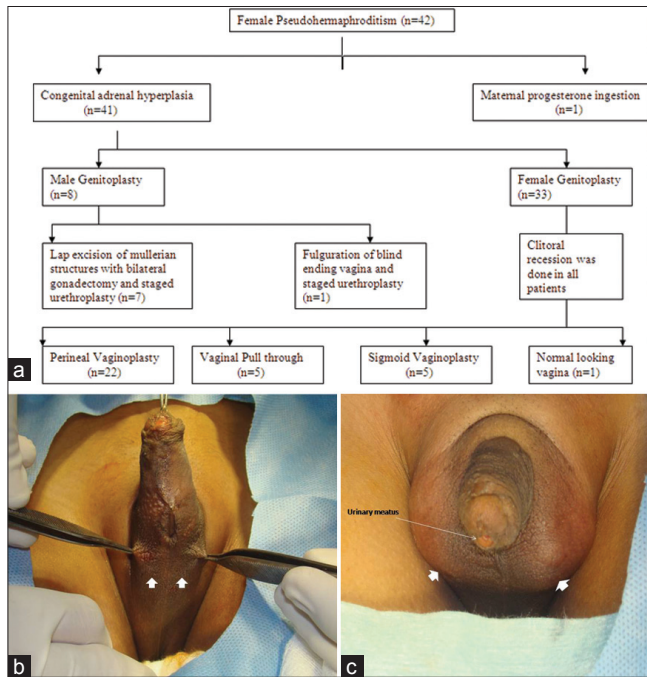 Female Pseudohermaphroditism (n=42)
Congenital adrenal hyperplasia
(n=41)
Maternal progesterone ingestion
(n=1)
Male Genitoplasty
(n=8)
Female Genitoplasty
(n=33)
Lap excision of mullerian
structures with bilateral
gonadectomy and staged
urethroplasty (n=7)
Fulguration of blind
ending vagina and
staged urethroplasty
(n=1)
Clitoral
recession was
done in all
patients
Perineal Vaginoplasty
(n=22)
Vaginal Pull through
(n=5)
Sigmoid Vaginoplasty
(n=5)
Normal looking
vagina (n=1)
a
Urinary meatus
b
c